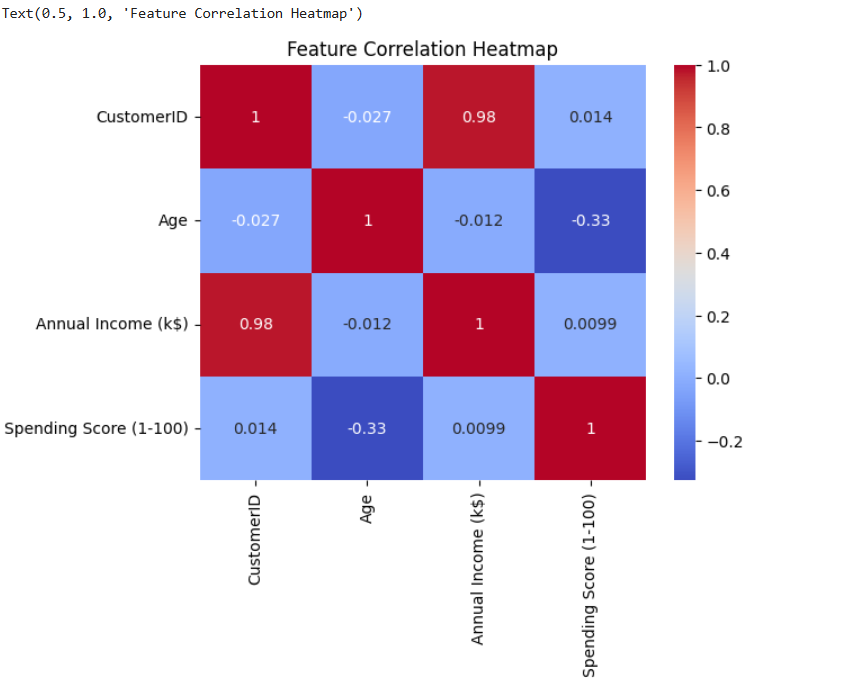 Text(0.5, 1.0, 'Feature Correlation Heatmap')
Feature Correlation Heatmap
CustomerID 1 -0.027 0.98 0.014
Age -0.027 1 -0.012 -0.33
Annual Income (k$) 0.98 -0.012 1 0.0099
Spending Score (1-100) 0.014 -0.33 0.0099 1
CustomerID
Age
Annual Income (k$)
Spending Score (1-100)
1.0
0.8
0.6
0.4
0.2
0.0
−0.2